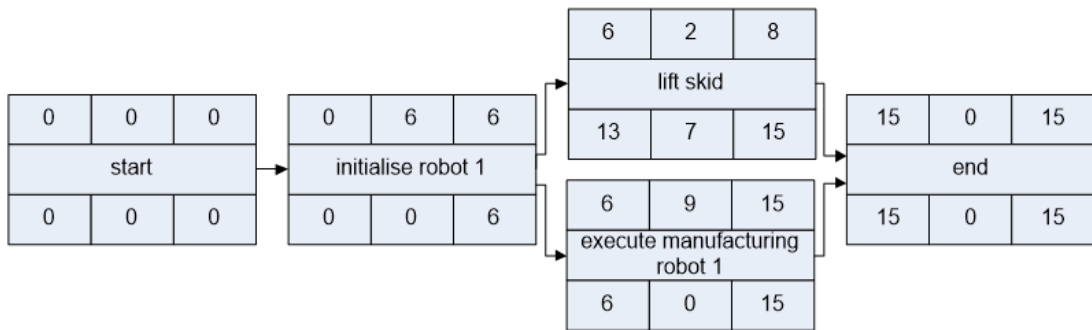 0 0 0
start
0 0 0
0 6 6
initialise robot 1
0 0 6
6 2 8
lift skid
13 7 15
6 9 15
execute manufacturing
robot 1
6 0 15
15 0 15
end
15 0 15